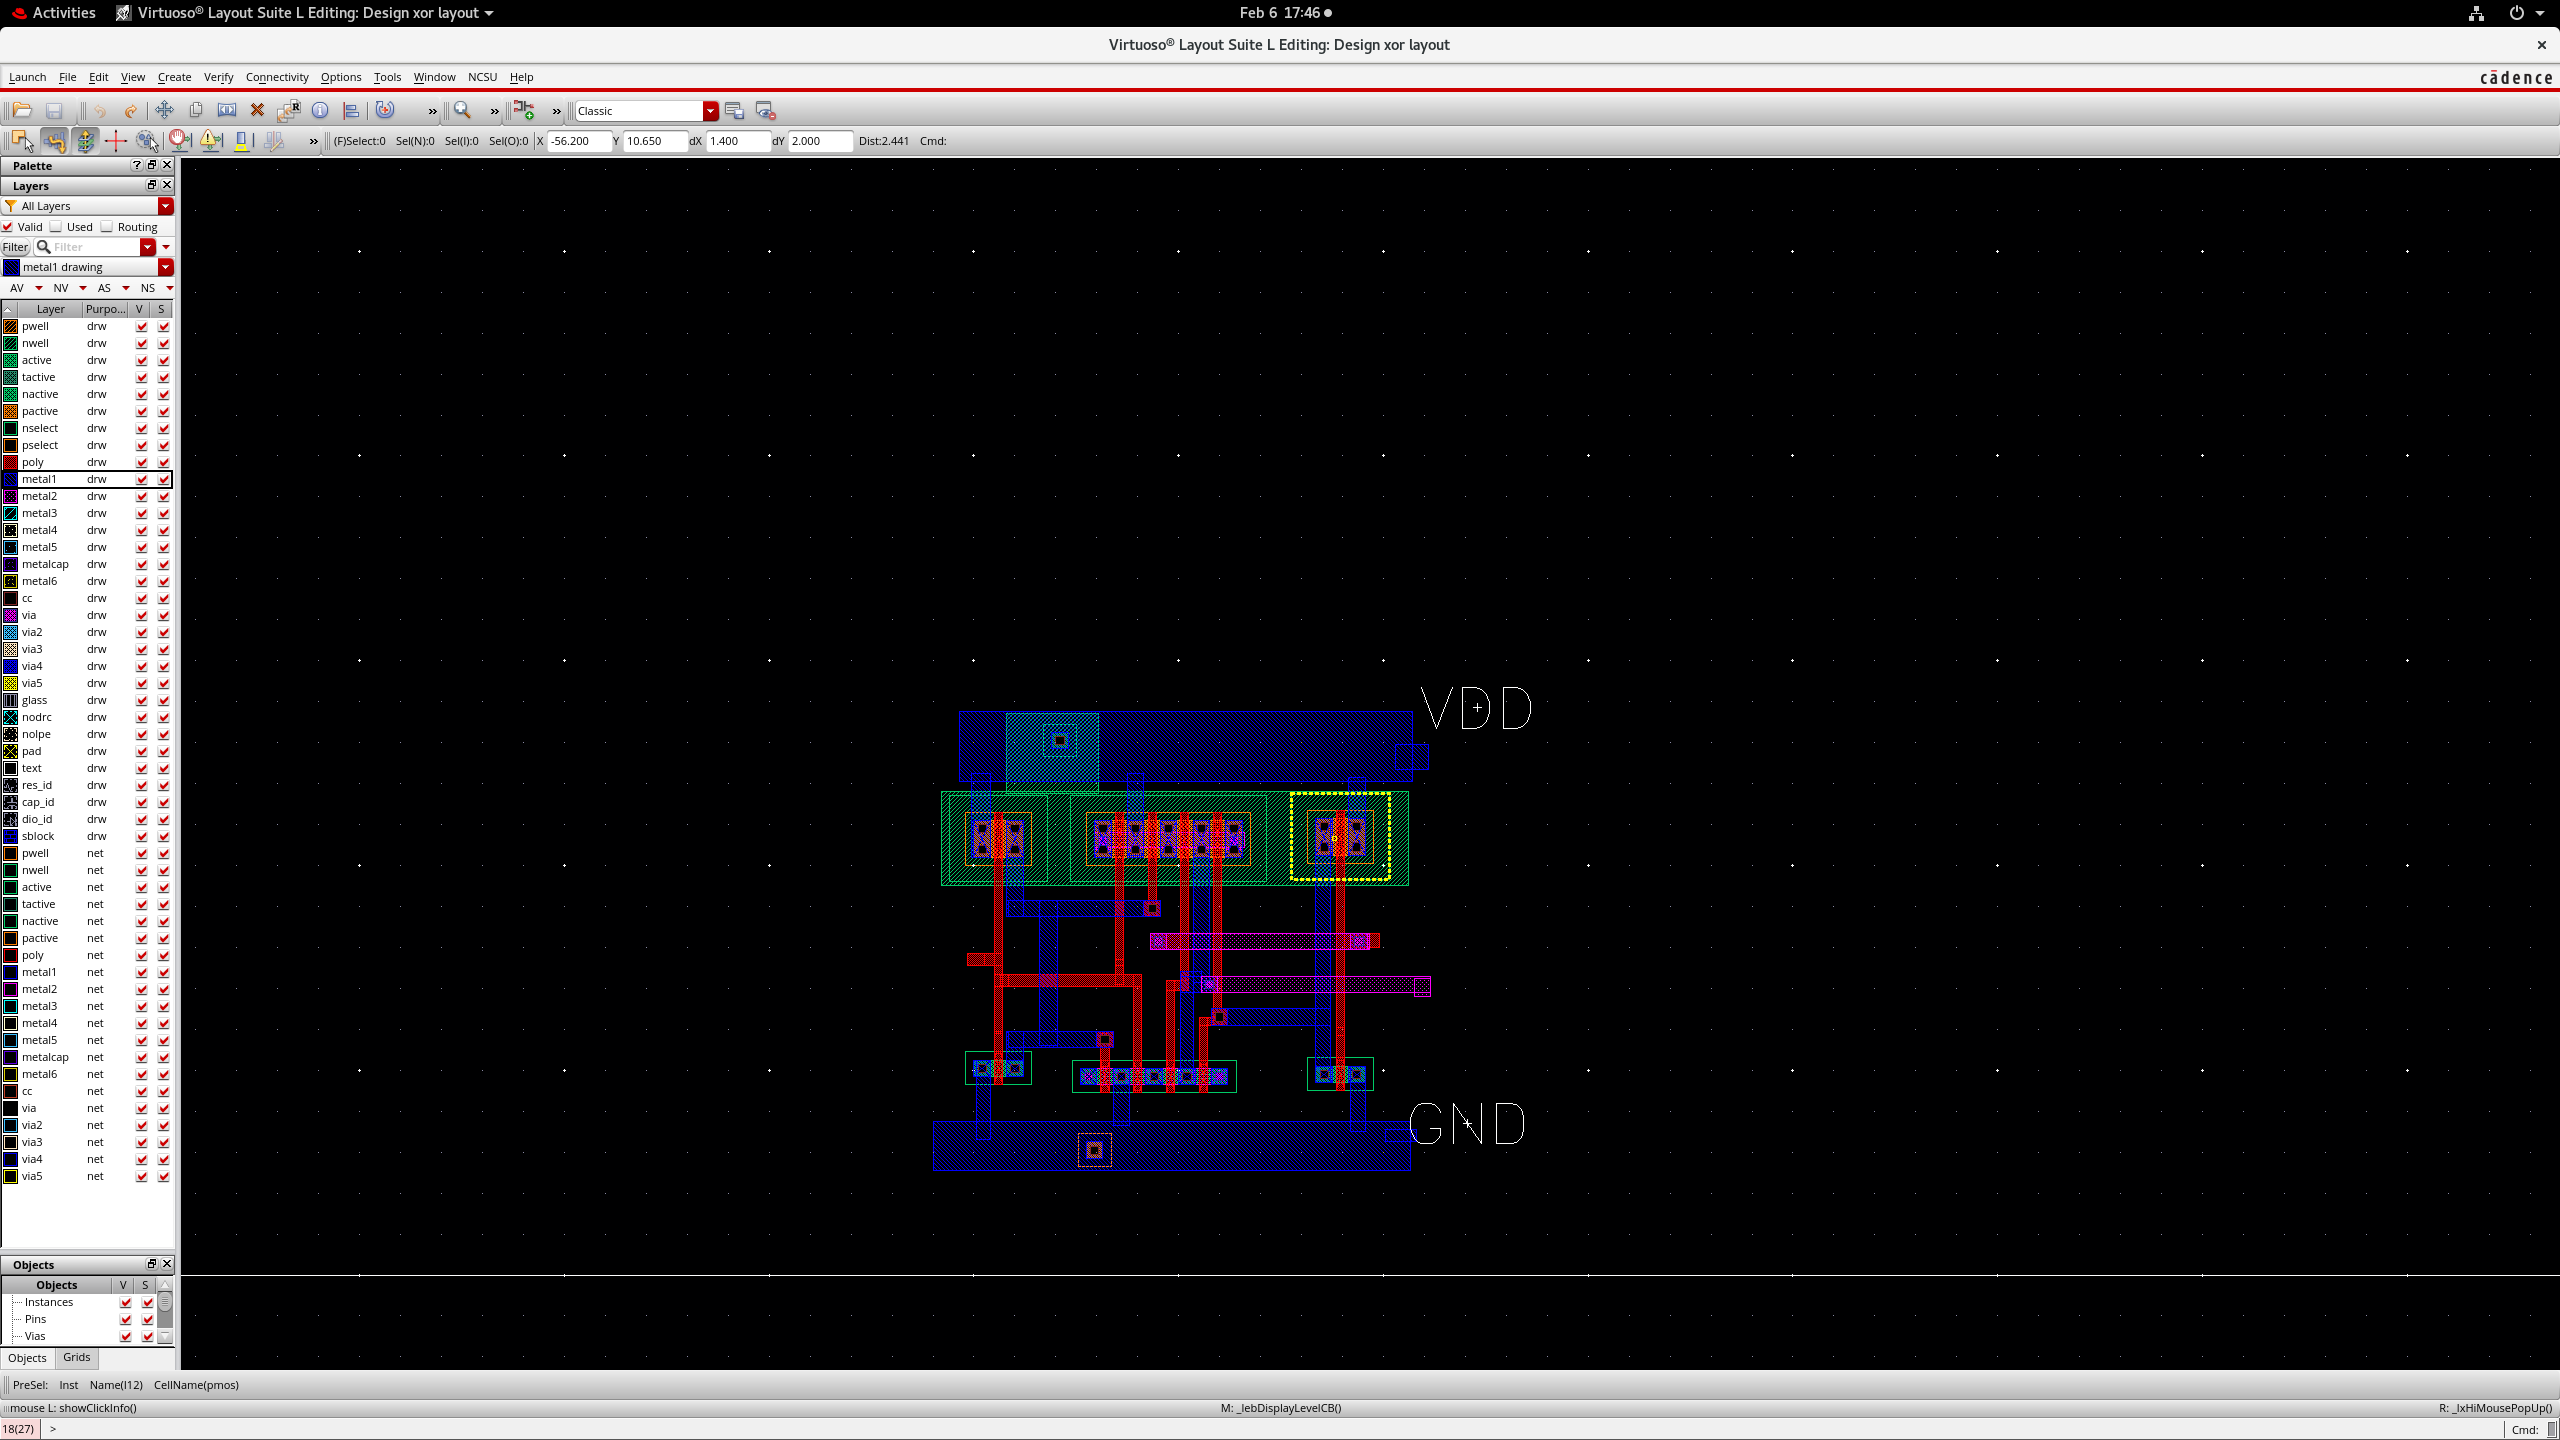 Activities Virtuoso® Layout Suite L Editing: Design xor layout Feb 6 17:46
Virtuoso® Layout Suite L Editing: Design xor layout
Launch File Edit View Create Verify Connectivity Options Tools Window NCSU Help cādence
» » » Classic
» (F)Select:0 Sel(N):0 Sel(I):0 Sel(O):0 X -56.200 Y 10.650 dX 1.400 dY 2.000 Dist:2.441 Cmd:
Palette
Layers
All Layers
Valid Used Routing
Filter Filter
metal1 drawing
AV NV AS NS
Layer Purpo... V S
pwell drw
nwell drw
active drw
tactive drw
nactive drw
pactive drw
nselect drw
pselect drw
poly drw
metal1 drw
metal2 drw
metal3 drw
metal4 drw
metal5 drw
metalcap drw
metal6 drw
cc drw
via drw
via2 drw
via3 drw
via4 drw
via5 drw
glass drw
nodrc drw
nolpe drw
pad drw
text drw
res_id drw
cap_id drw
dio_id drw
sblock drw
pwell net
nwell net
active net
tactive net
nactive net
pactive net
poly net
metal1 net
metal2 net
metal3 net
metal4 net
metal5 net
metalcap net
metal6 net
cc net
via net
via2 net
via3 net
via4 net
via5 net
VDD
GND
Objects
Objects V S
Instances
Pins
Vias
Objects Grids
PreSel: Inst Name(I12) CellName(pmos)
mouse L: showClickInfo() M: _lebDisplayLevelCB() R: _lxHiMousePopUp()
18(27) > Cmd: